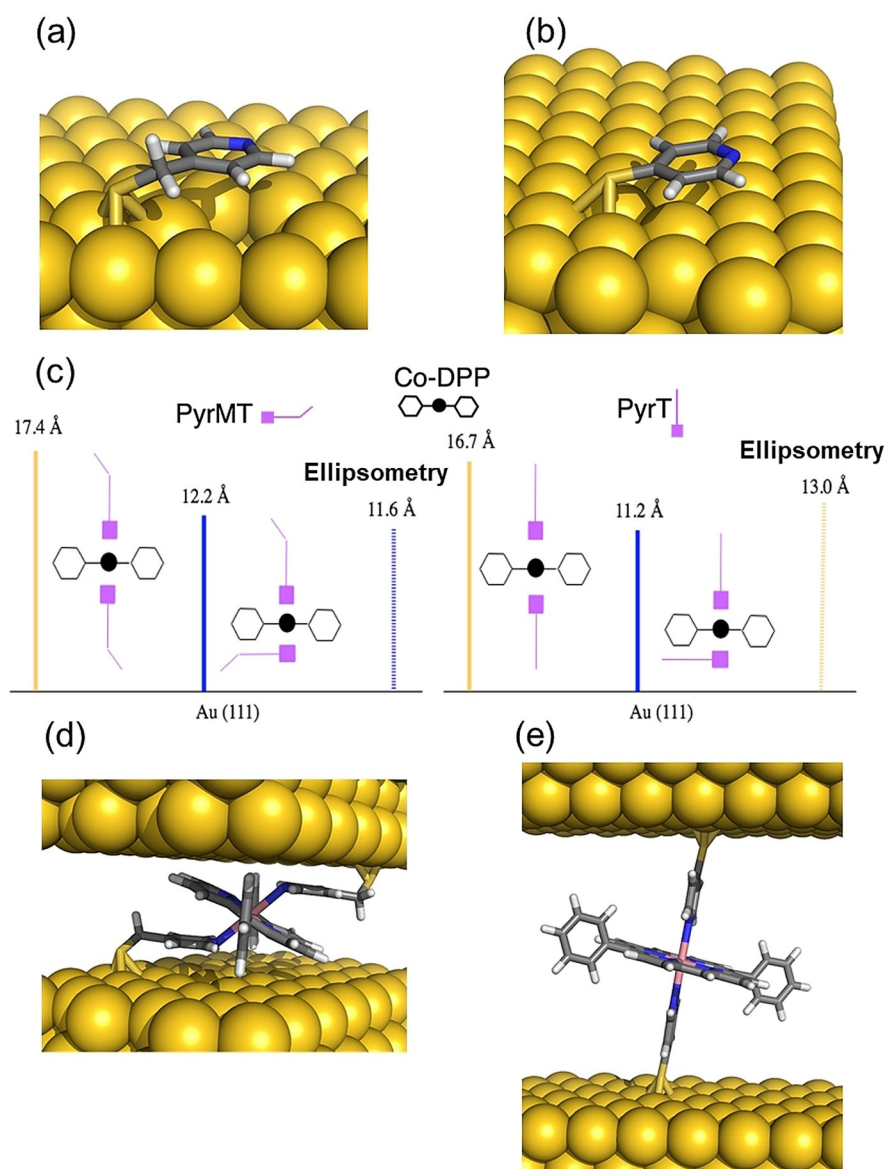 (a)
(b)
(c)
Co-DPP
PyrMT
PyrT
17.4 Å
16.7 Å
Ellipsometry
Ellipsometry
12.2 Å
11.6 Å
11.2 Å
13.0 Å
Au (111)
Au (111)
(d)
(e)